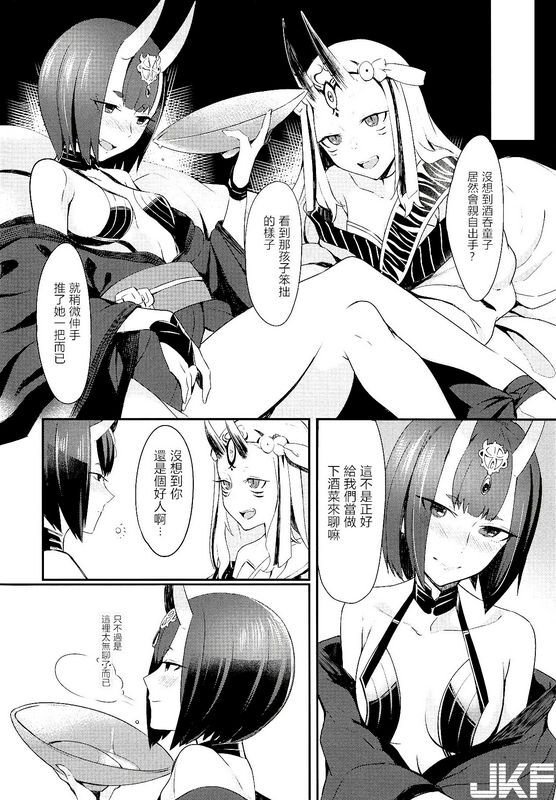 沒想到酒吞童子
居然會親自出手？
看到那孩子笨拙
的樣子
就稍微伸手
推了她一把而已
這不是正好
給我們當做
下酒菜來聊嘛
沒想到你
還是個好人啊…
只不過是
這裡太無聊了而已
JKF